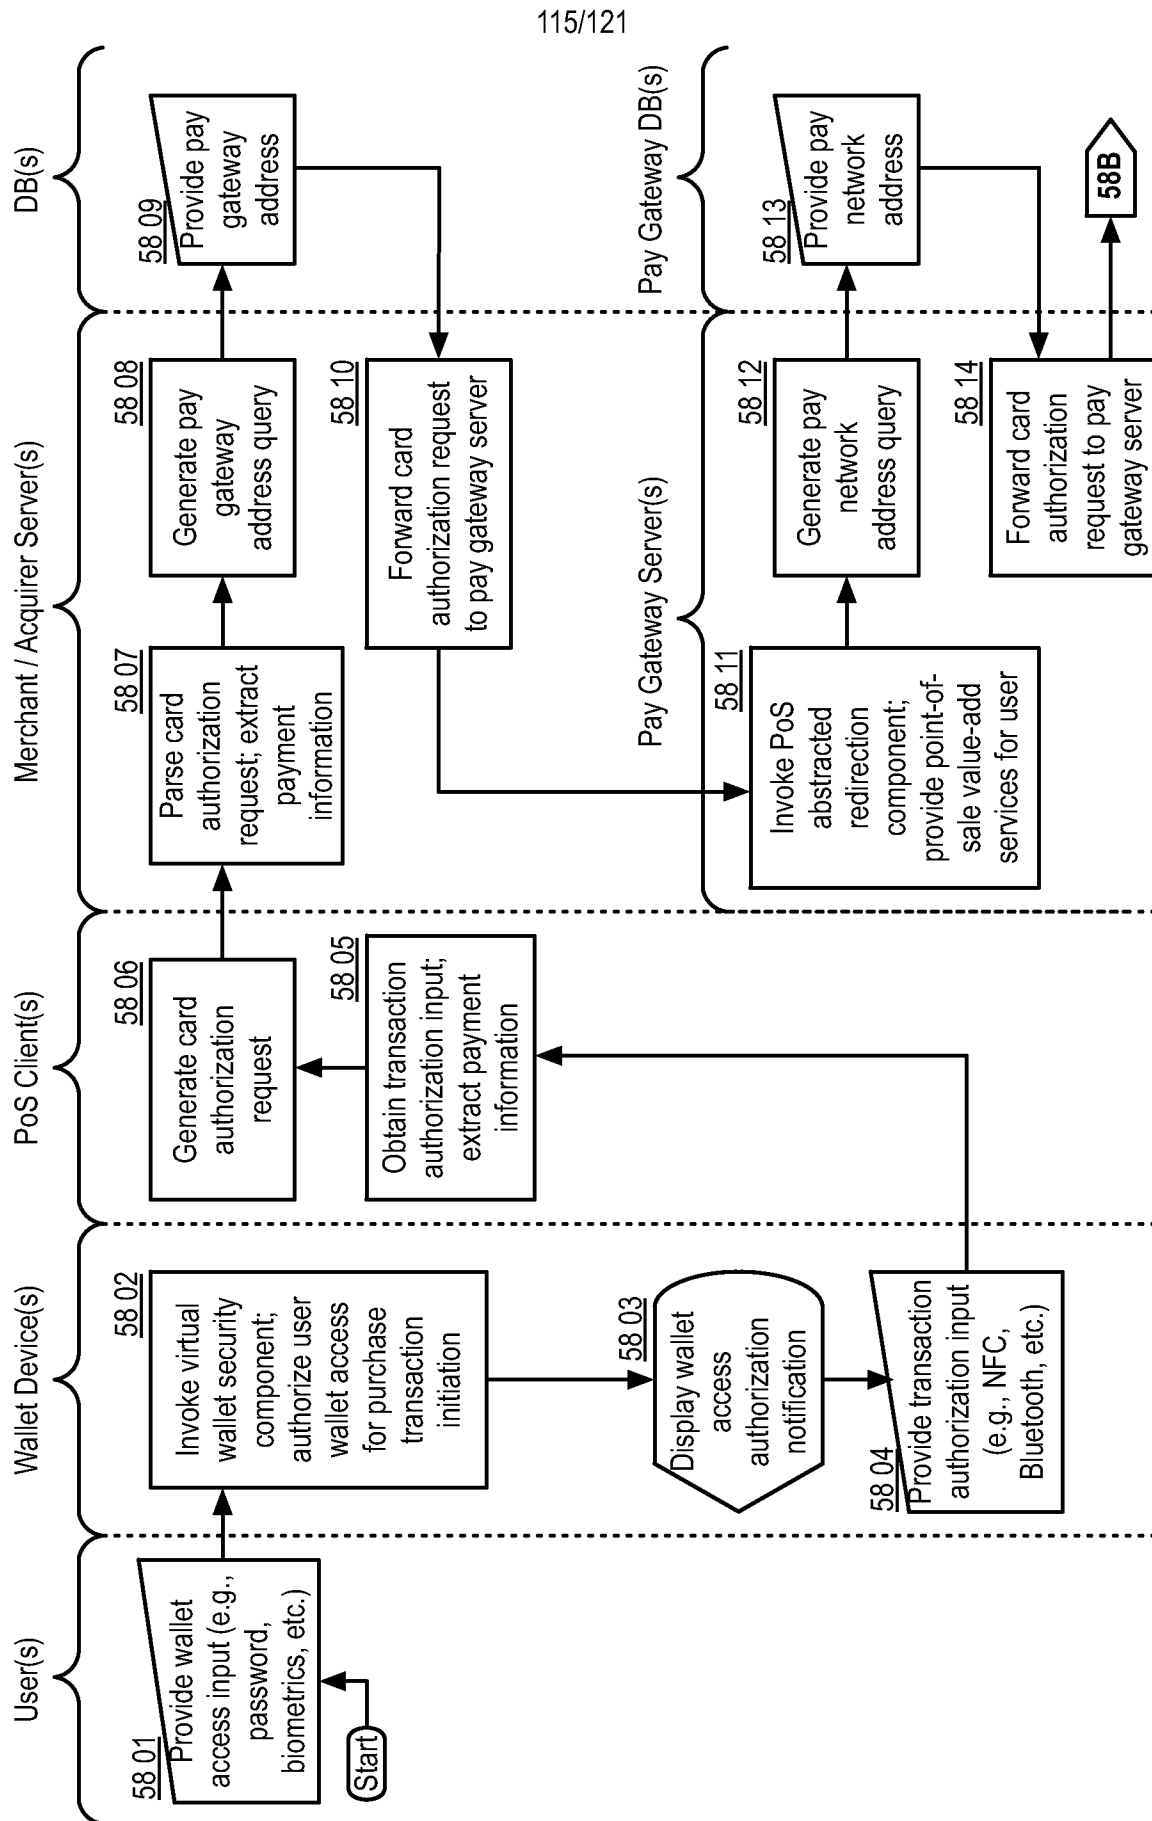 115/121
User(s)
Wallet Device(s)
PoS Client(s)
Merchant / Acquirer Server(s)
DB(s)
Start
58 01
Provide wallet
access input (e.g.,
password,
biometrics, etc.)
58 02
Invoke virtual
wallet security
component;
authorize user
wallet access
for purchase
transaction
initiation
58 03
Display wallet
access
authorization
notification
58 04
Provide transaction
authorization input
(e.g., NFC,
Bluetooth, etc.)
58 05
Obtain transaction
authorization input;
extract payment
information
58 06
Generate card
authorization
request
58 07
Parse card
authorization
request; extract
payment
information
58 08
Generate pay
gateway
address query
58 09
Provide pay
gateway
address
58 10
Forward card
authorization request
to pay gateway server
Pay Gateway Server(s)
Pay Gateway DB(s)
58 11
Invoke PoS
abstracted
redirection
component;
provide point-of-
sale value-add
services for user
58 12
Generate pay
network
address query
58 13
Provide pay
network
address
58 14
Forward card
authorization
request to pay
gateway server
58B